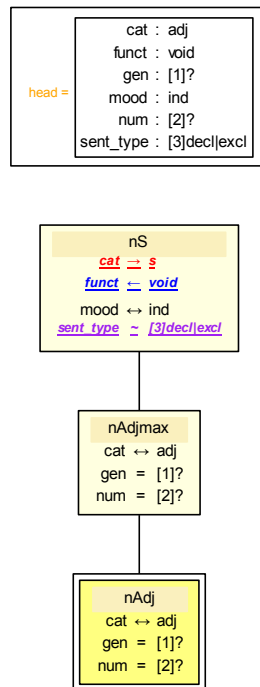 cat : adj
funct : void
gen : [1]?
head =
mood : ind
num : [2]?
sent_type : [3]decl|excl
nS
cat → s
funct ← void
mood ↔ ind
sent_type ~ [3]decl|excl
nAdjmax
cat ↔ adj
gen = [1]?
num = [2]?
nAdj
cat ↔ adj
gen = [1]?
num = [2]?